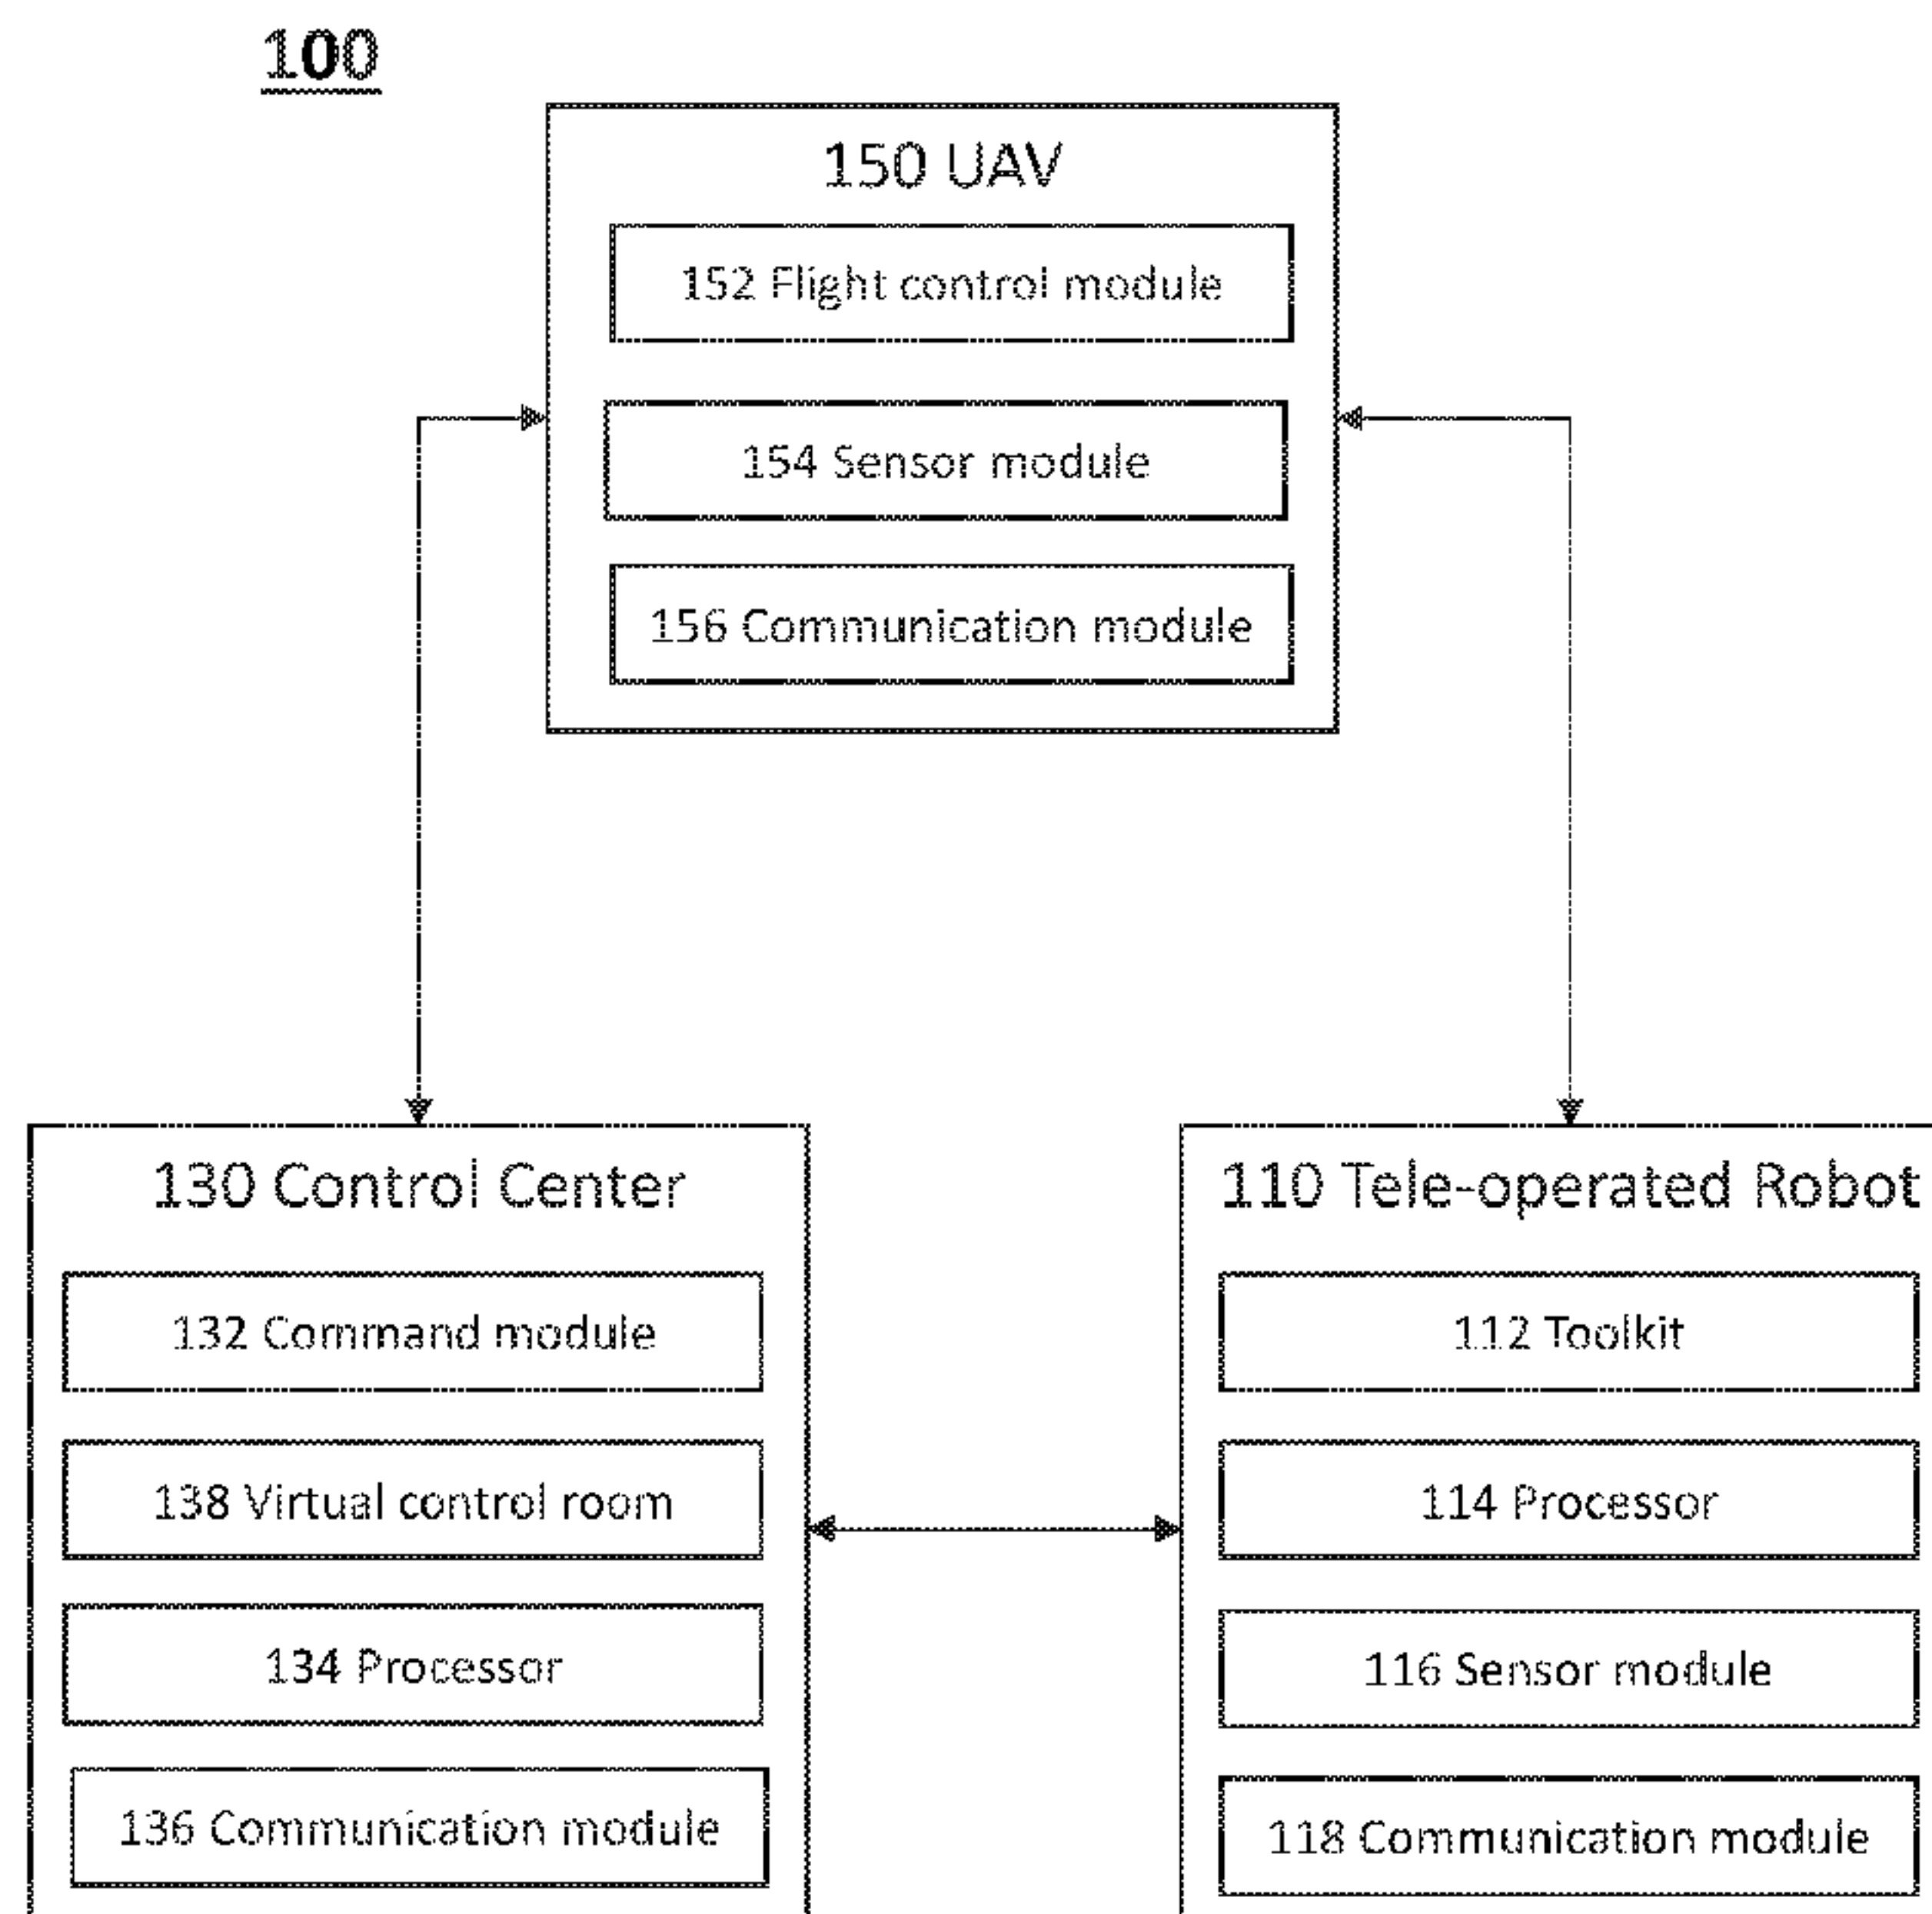 100
150 UAV
152 Flight control module
154 Sensor module
156 Communication module
130 Control Center
132 Command module
138 Virtual control room
134 Processor
136 Communication module
110 Tele-operated Robot
112 Toolkit
114 Processor
116 Sensor module
118 Communication module